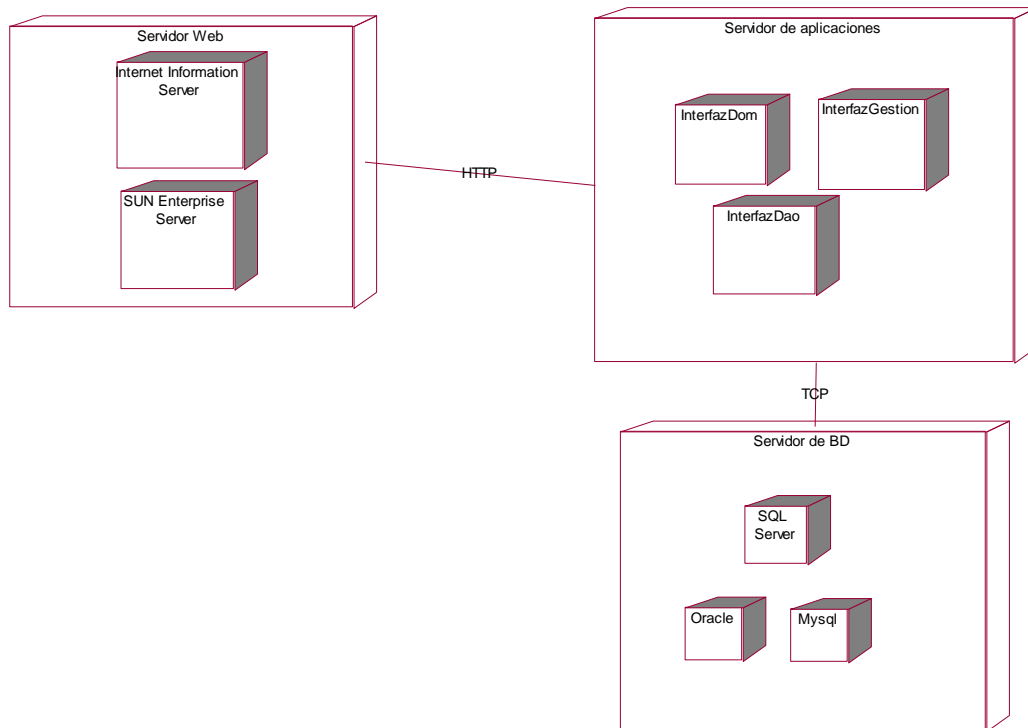 Servidor Web
Internet Information
Server
SUN Enterprise
Server
HTTP
Servidor de aplicaciones
InterfazDom
InterfazGestion
InterfazDao
TCP
Servidor de BD
SQL
Server
Oracle
Mysql